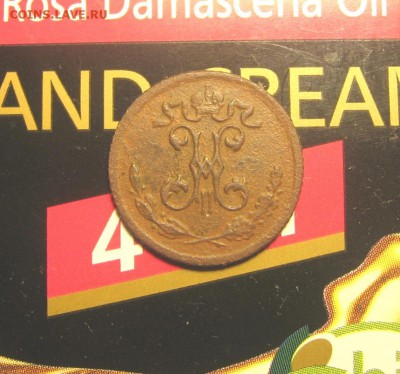 Rosa Damascena Oil
COINS.LAVE.RU
AND CREAM
4